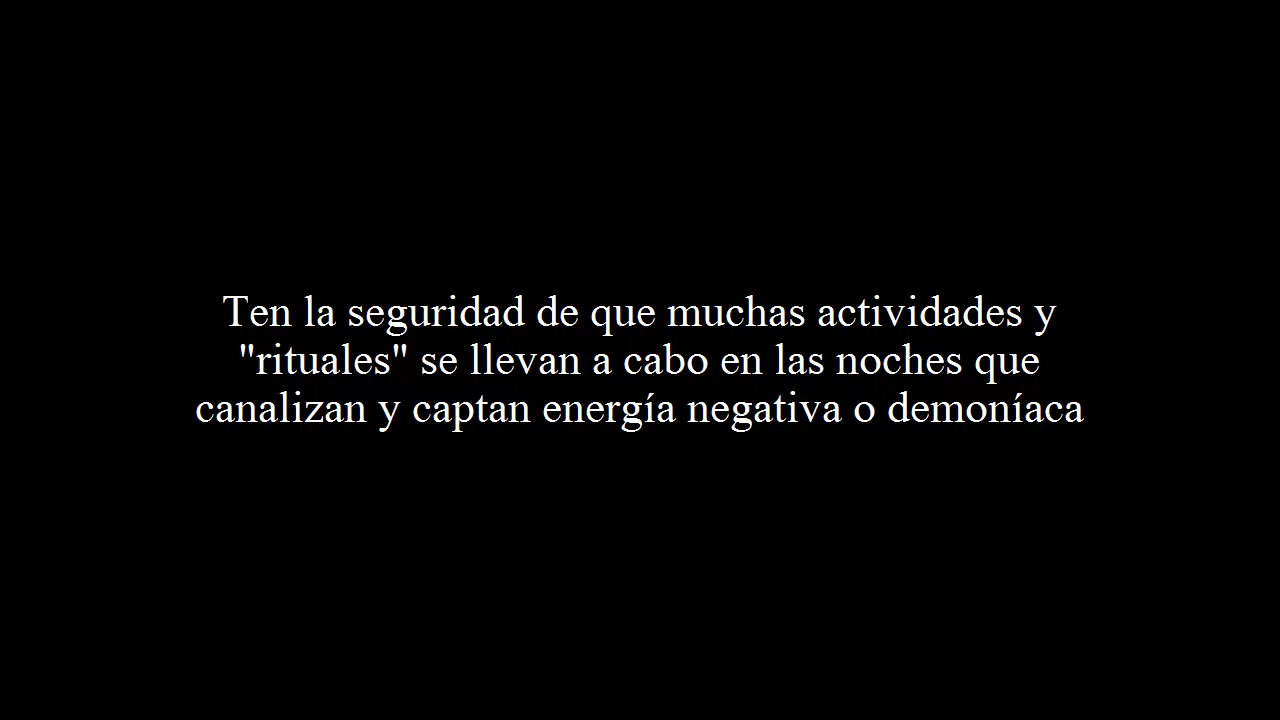 Ten la seguridad de que muchas actividades y
"rituales" se llevan a cabo en las noches que
canalizan y captan energía negativa o demoníaca